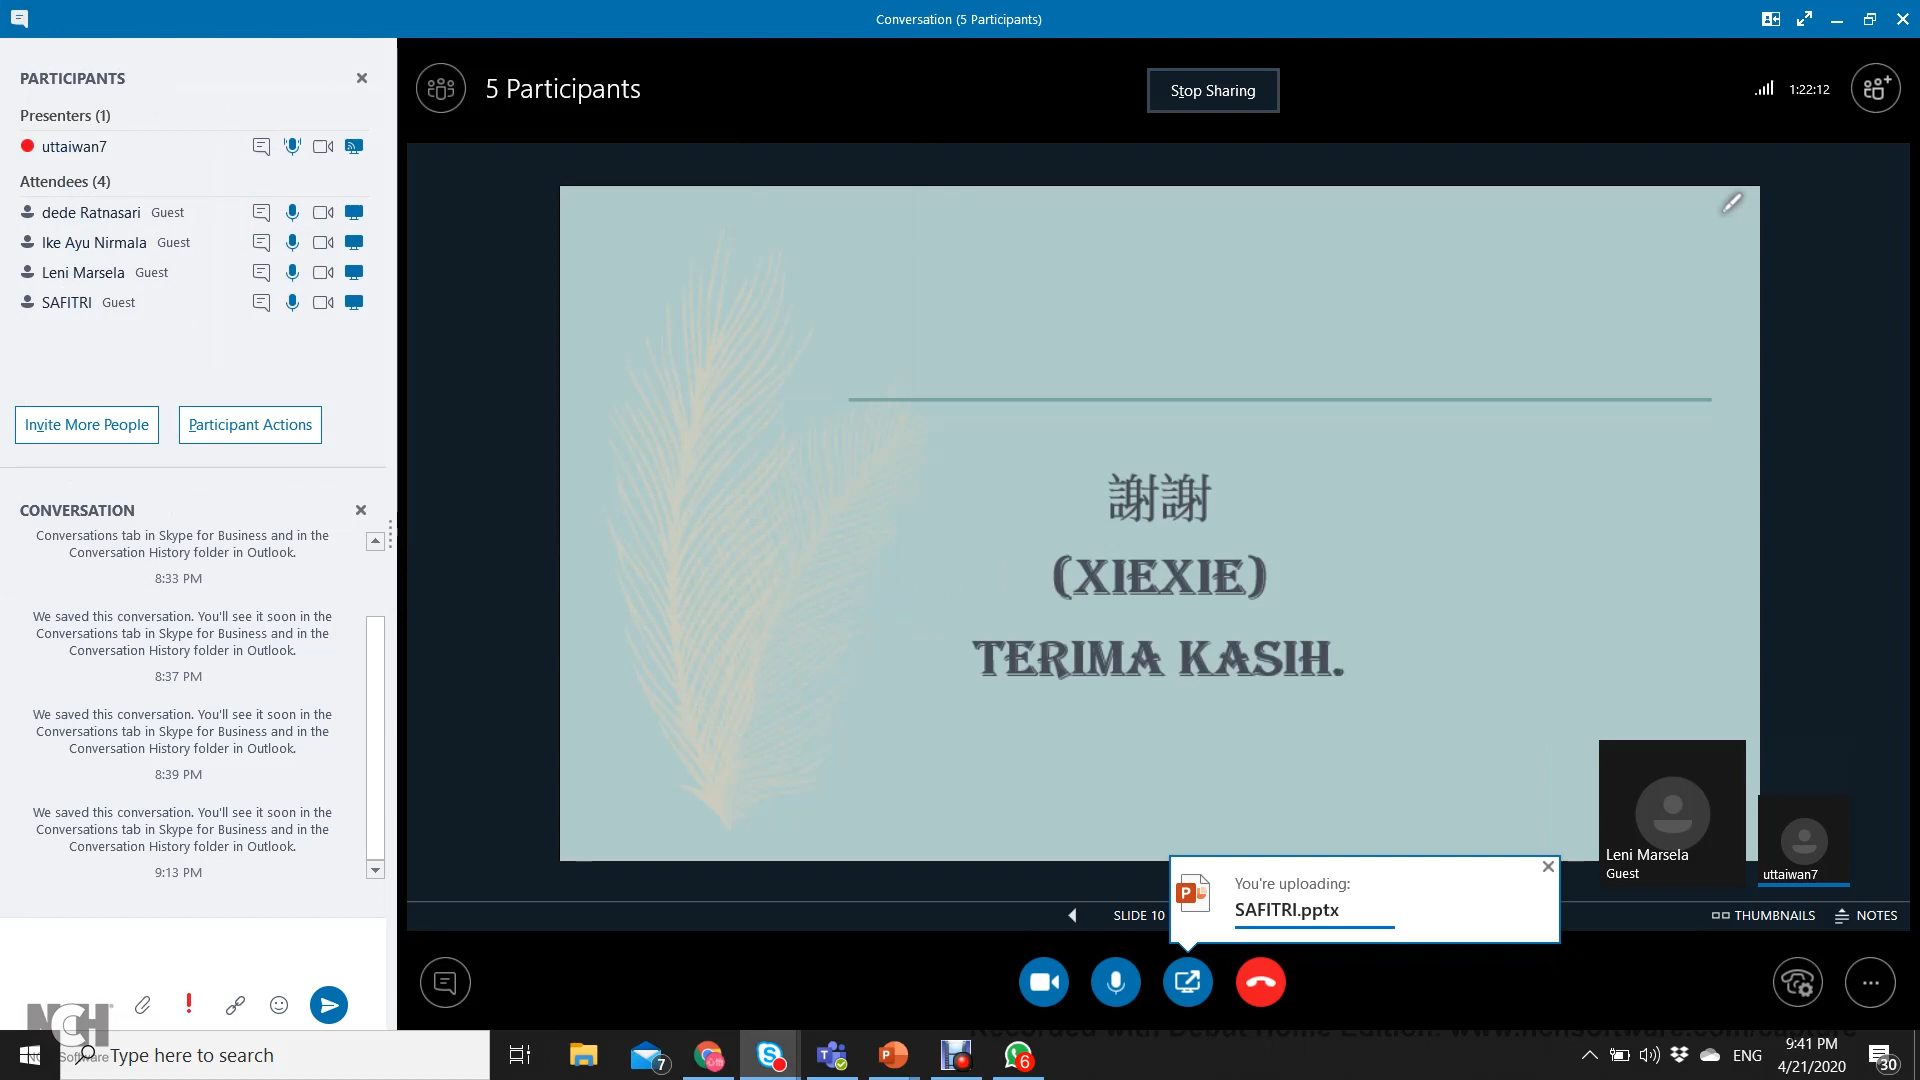 Conversation (5 Participants)
PARTICIPANTS
Presenters (1)
uttaiwan7
Attendees (4)
dede Ratnasari Guest
Ike Ayu Nirmala Guest
Leni Marsela Guest
SAFITRI Guest
Invite More People
Participant Actions
CONVERSATION
Conversations tab in Skype for Business and in the
Conversation History folder in Outlook.
8:33 PM
We saved this conversation. You'll see it soon in the
Conversations tab in Skype for Business and in the
Conversation History folder in Outlook.
8:37 PM
We saved this conversation. You'll see it soon in the
Conversations tab in Skype for Business and in the
Conversation History folder in Outlook.
8:39 PM
We saved this conversation. You'll see it soon in the
Conversations tab in Skype for Business and in the
Conversation History folder in Outlook.
9:13 PM
5 Participants
Stop Sharing
1:22:12
謝謝
(XIEXIE)
TERIMA KASIH.
Leni Marsela
Guest
uttaiwan7
SLIDE 10
You're uploading:
SAFITRI.pptx
THUMBNAILS
NOTES
NCH
Software
Type here to search
7
6
ENG
9:41 PM
4/21/2020
30